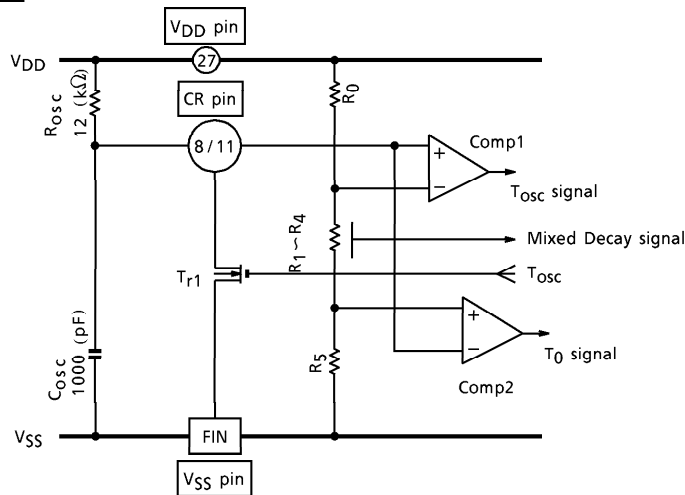 VDD pin
VDD
27
CR pin
ROSC
12 (kΩ)
R0
8/11
+
Comp1
−
TOSC signal
R1～R4
Mixed Decay signal
Tr1
TOSC
+
COSC
1000 (pF)
R5
−
T0 signal
Comp2
VSS
FIN
VSS pin